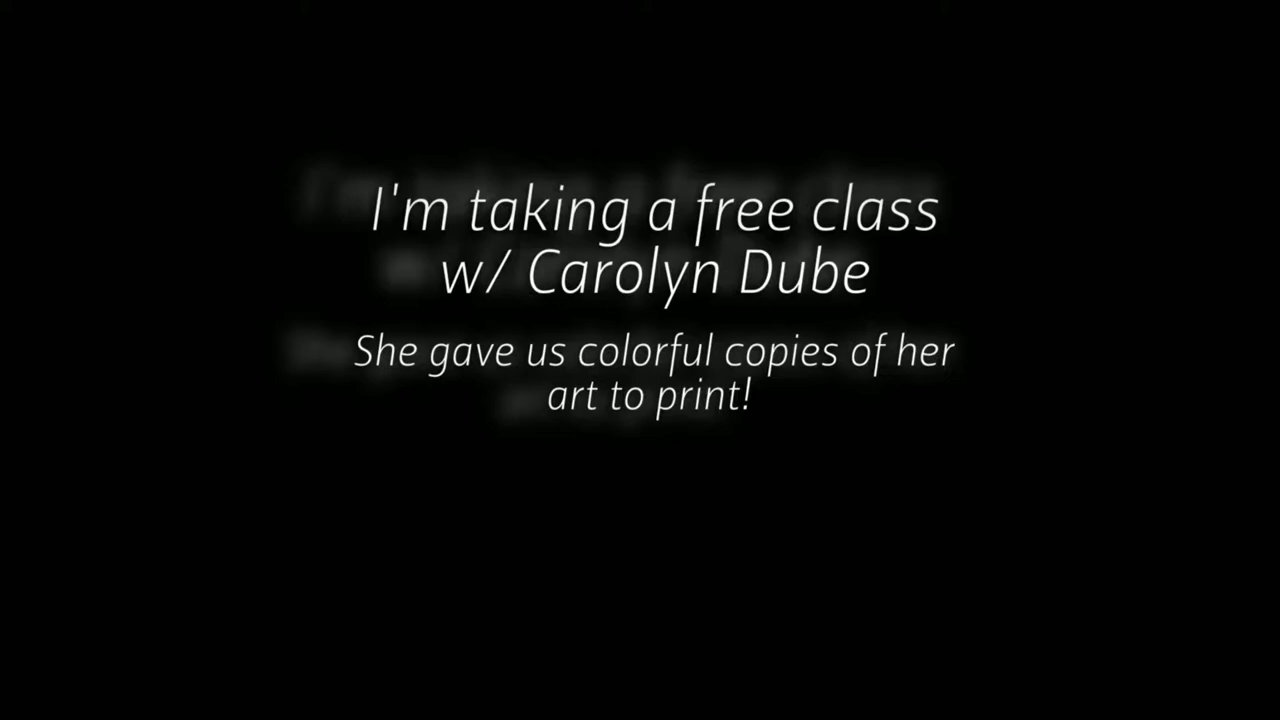 I'm taking a free class
w/ Carolyn Dube
She gave us colorful copies of her
art to print!